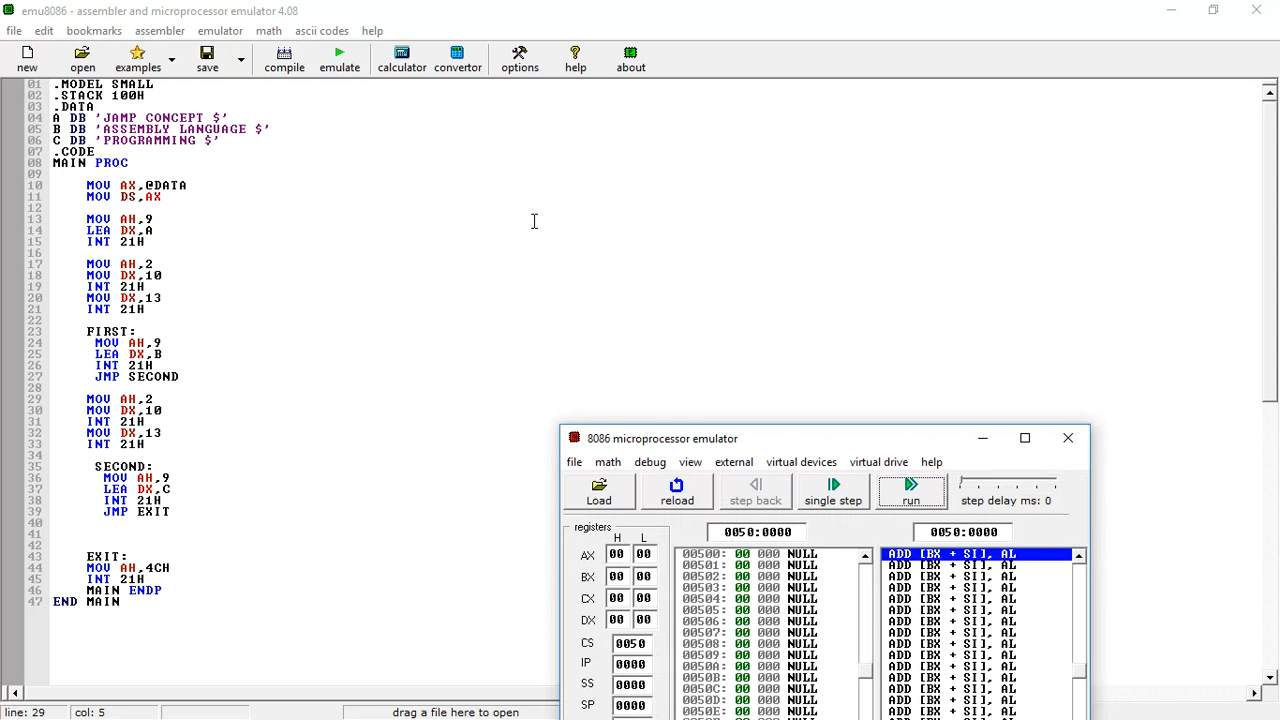 emu8086 - assembler and microprocessor emulator 4.08
file edit bookmarks assembler emulator math ascii codes help
new open examples save compile emulate calculator convertor options help about
01 .MODEL SMALL
02 .STACK 100H
03 .DATA
04 A DB 'JAMP CONCEPT $'
05 B DB 'ASSEMBLY LANGUAGE $'
06 C DB 'PROGRAMMING $'
07 .CODE
08 MAIN PROC
09
10 MOV AX,@DATA
11 MOV DS,AX
12
13 MOV AH,9
14 LEA DX,A
15 INT 21H
16
17 MOV AH,2
18 MOV DX,10
19 INT 21H
20 MOV DX,13
21 INT 21H
22
23 FIRST:
24 MOV AH,9
25 LEA DX,B
26 INT 21H
27 JMP SECOND
28
29 MOV AH,2
30 MOV DX,10
31 INT 21H
32 MOV DX,13
33 INT 21H
34
35 SECOND:
36 MOV AH,9
37 LEA DX,C
38 INT 21H
39 JMP EXIT
40
41
42
43 EXIT:
44 MOV AH,4CH
45 INT 21H
46 MAIN ENDP
47 END MAIN
line: 29 col: 5 drag a file here to open
8086 microprocessor emulator
file math debug view external virtual devices virtual drive help
Load reload step back single step run step delay ms: 0
registers
H L
AX 00 00
BX 00 00
CX 00 00
DX 00 00
CS 0050
IP 0000
SS 0000
SP 0000
0050:0000 0050:0000
00500: 00 000 NULL ADD [BX + SI], AL
00501: 00 000 NULL ADD [BX + SI], AL
00502: 00 000 NULL ADD [BX + SI], AL
00503: 00 000 NULL ADD [BX + SI], AL
00504: 00 000 NULL ADD [BX + SI], AL
00505: 00 000 NULL ADD [BX + SI], AL
00506: 00 000 NULL ADD [BX + SI], AL
00507: 00 000 NULL ADD [BX + SI], AL
00508: 00 000 NULL ADD [BX + SI], AL
00509: 00 000 NULL ADD [BX + SI], AL
0050A: 00 000 NULL ADD [BX + SI], AL
0050B: 00 000 NULL ADD [BX + SI], AL
0050C: 00 000 NULL ADD [BX + SI], AL
0050D: 00 000 NULL ADD [BX + SI], AL